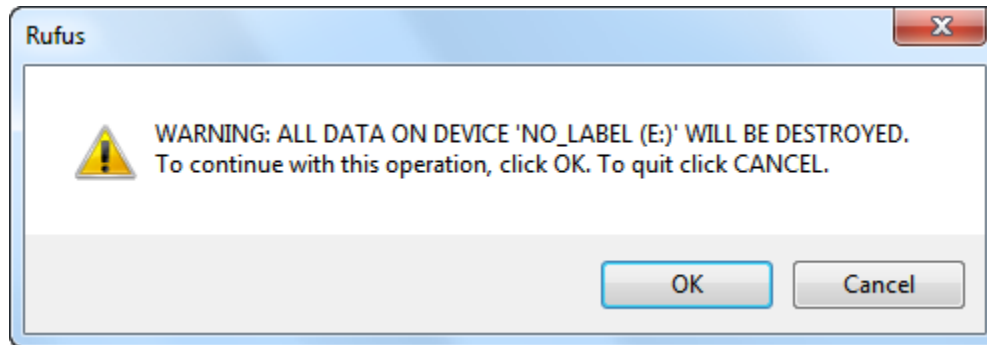 Rufus
WARNING: ALL DATA ON DEVICE 'NO_LABEL (E:)' WILL BE DESTROYED.
To continue with this operation, click OK. To quit click CANCEL.
OK
Cancel